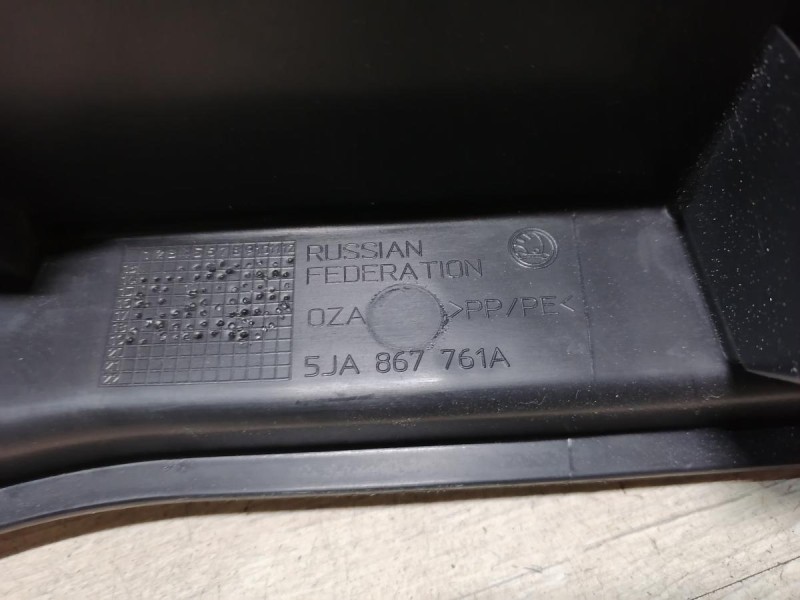 RUSSIAN
FEDERATION
OZA >PP/PE<
5JA 867 761A